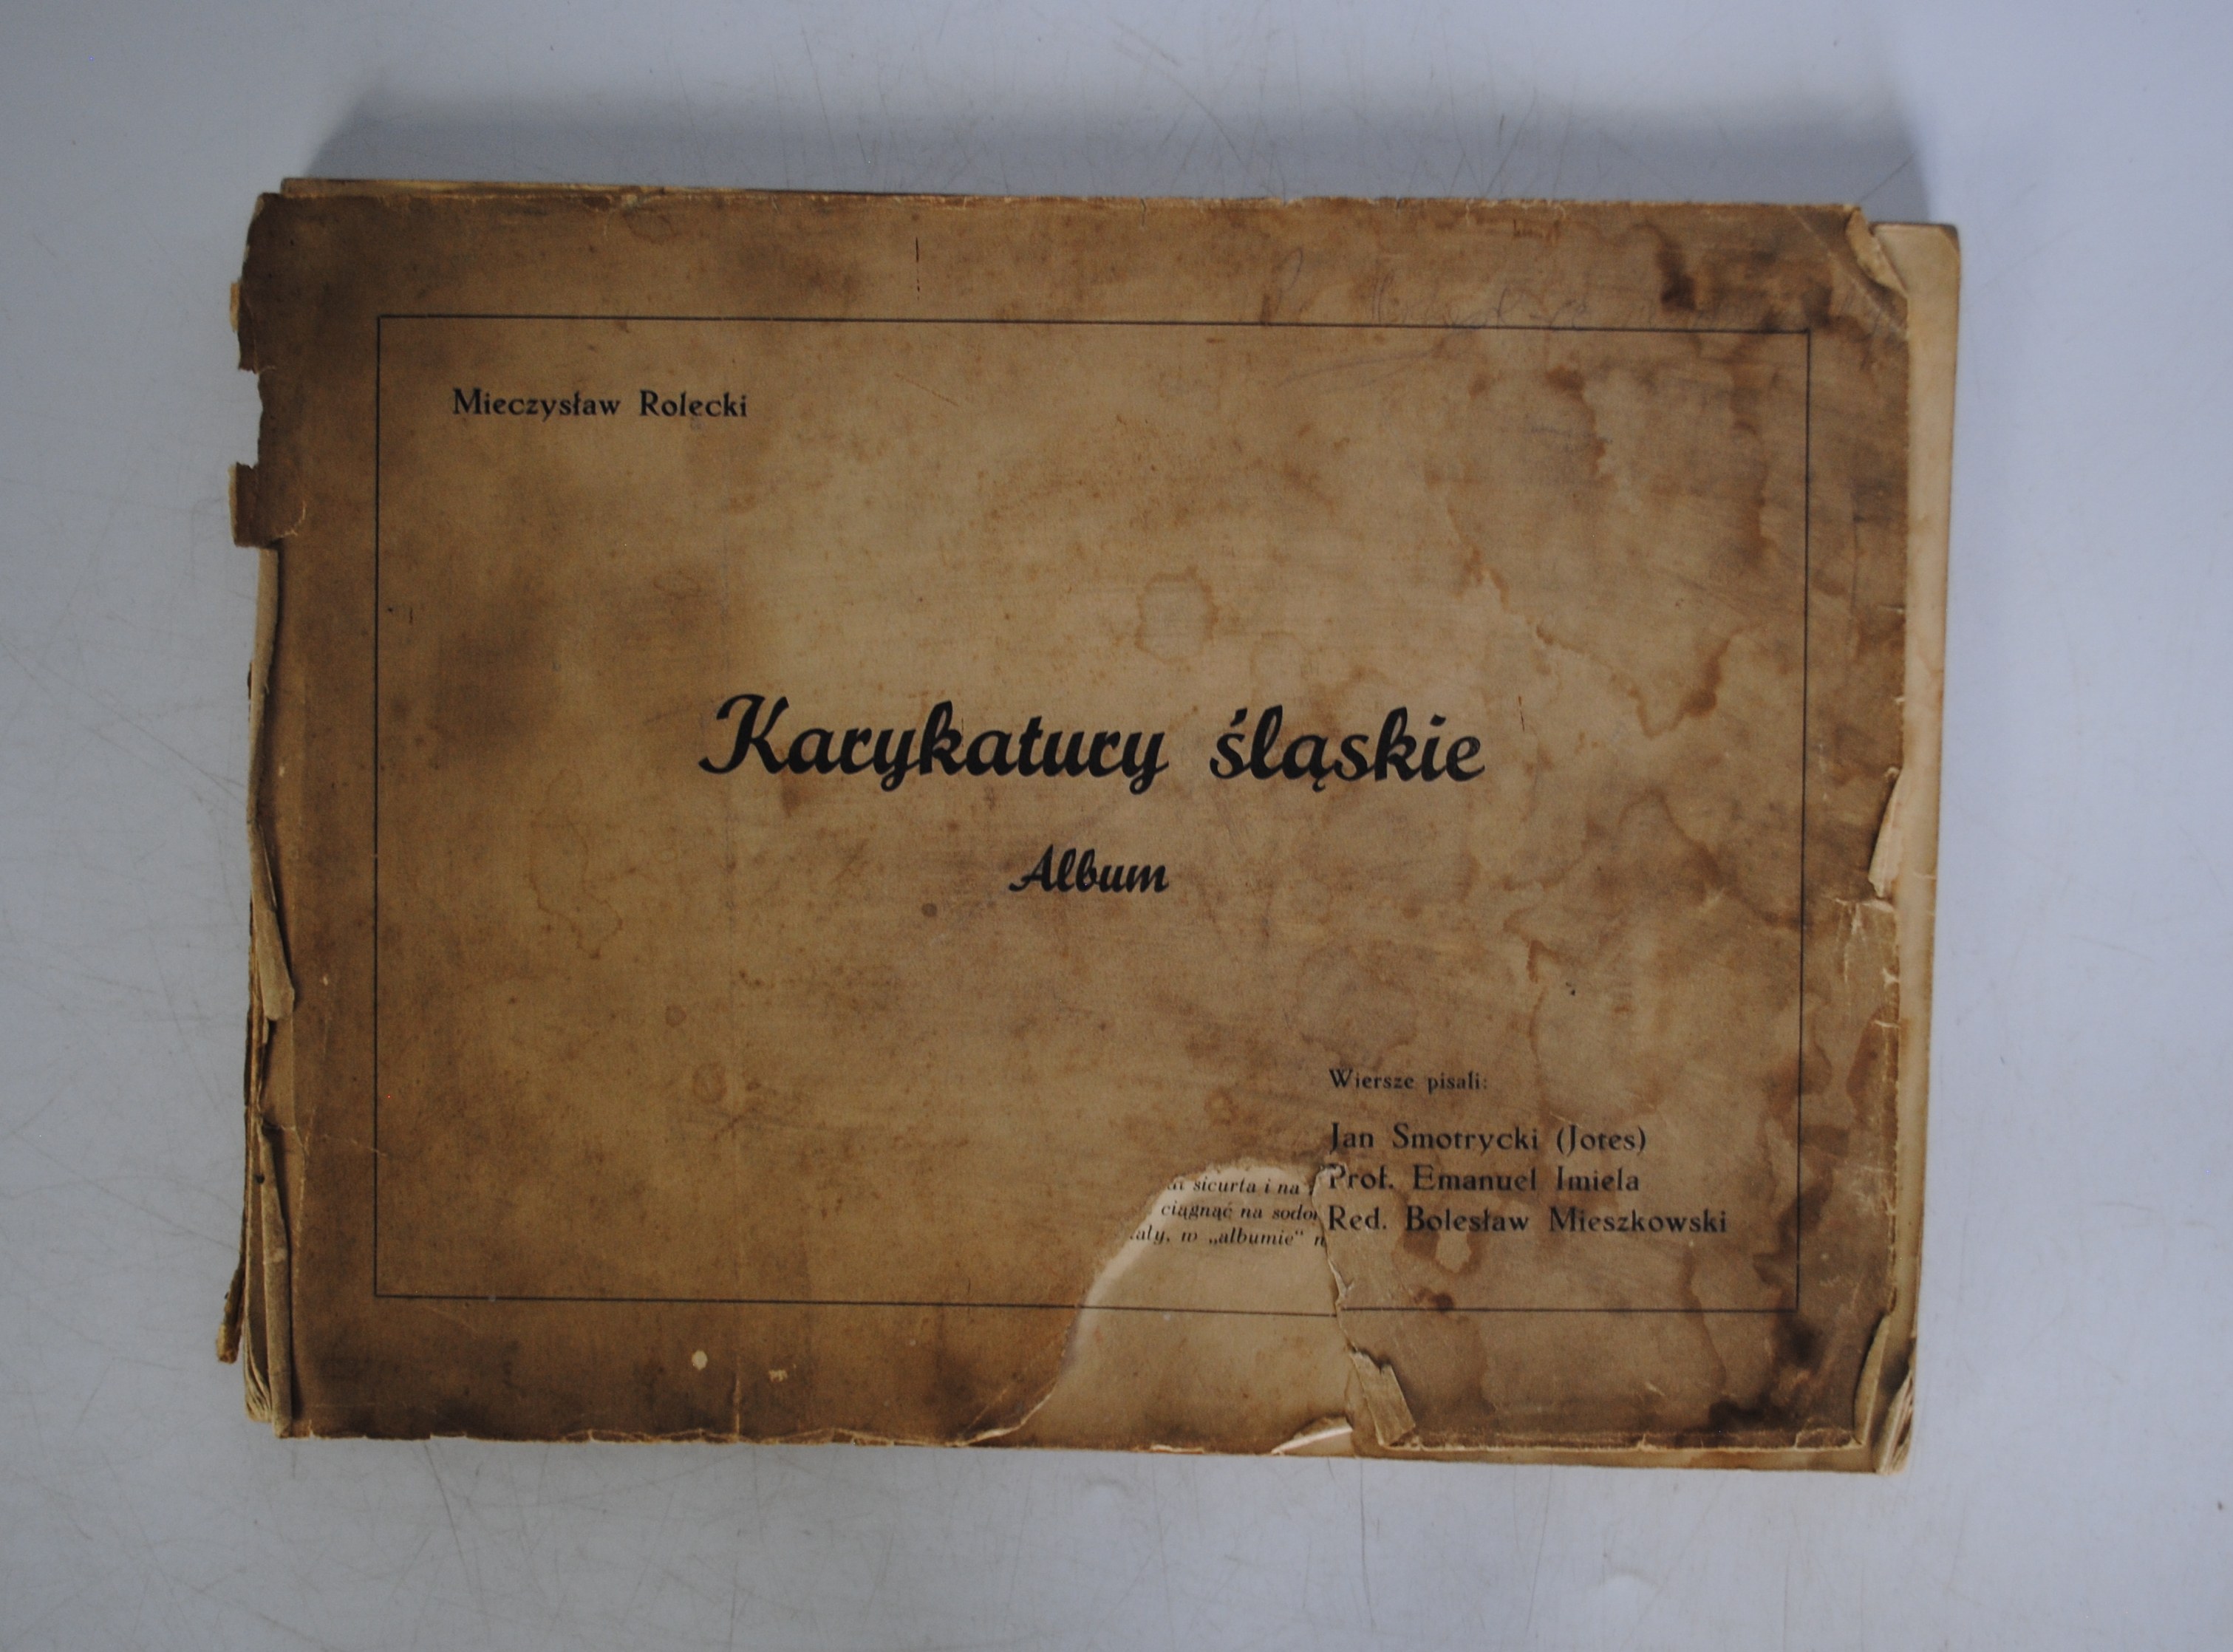 Mieczysław Rolecki
Karykatury śląskie
Album
Wiersze pisali:
Jan Smotrycki (Jotes)
Prof. Emanuel Imiela
Red. Bolesław Mieszkowski
sicurta i na
ciągnąć na
w „albumie"